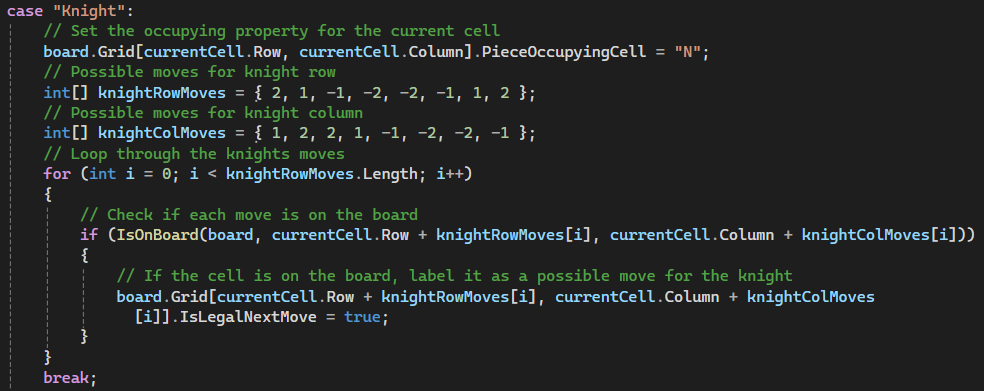 case "Knight":
// Set the occupying property for the current cell
board.Grid[currentCell.Row, currentCell.Column].PieceOccupyingCell = "N";
// Possible moves for knight row
int[] knightRowMoves = { 2, 1, -1, -2, -2, -1, 1, 2 };
// Possible moves for knight column
int[] knightColMoves = { 1, 2, 2, 1, -1, -2, -2, -1 };
// Loop through the knights moves
for (int i = 0; i < knightRowMoves.Length; i++)
{
// Check if each move is on the board
if (IsOnBoard(board, currentCell.Row + knightRowMoves[i], currentCell.Column + knightColMoves[i]))
{
// If the cell is on the board, label it as a possible move for the knight
board.Grid[currentCell.Row + knightRowMoves[i], currentCell.Column + knightColMoves
[i]].IsLegalNextMove = true;
}
}
break;